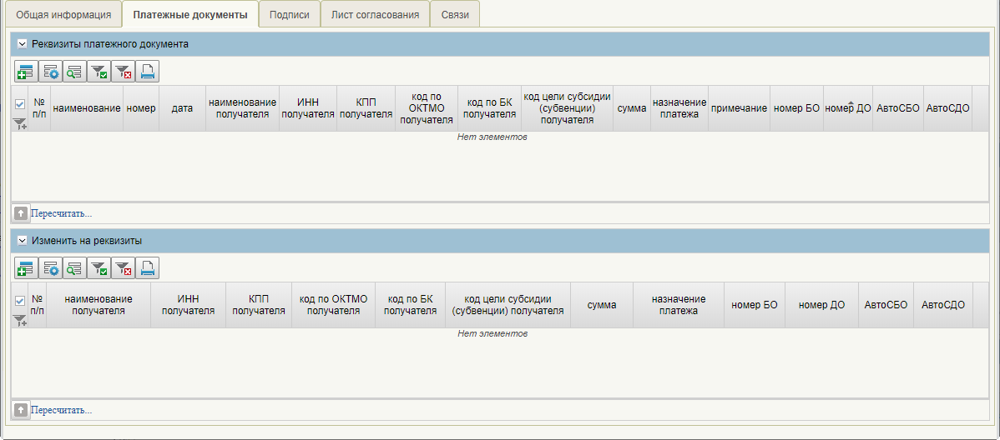 Общая информация Платежные документы Подписи Лист согласования Связи
Реквизиты платежного документа
№ п/п наименование номер дата наименование получателя ИНН получателя КПП получателя код по ОКТМО получателя код по БК получателя код цели субсидии (субвенции) получателя сумма назначение платежа примечание номер БО номер ДО АвтоСБО АвтоСДО
Нет элементов
Пересчитать...
Изменить на реквизиты
№ п/п наименование получателя ИНН получателя КПП получателя код по ОКТМО получателя код по БК получателя код цели субсидии (субвенции) получателя сумма назначение платежа номер БО номер ДО АвтоСБО АвтоСДО
Нет элементов
Пересчитать...